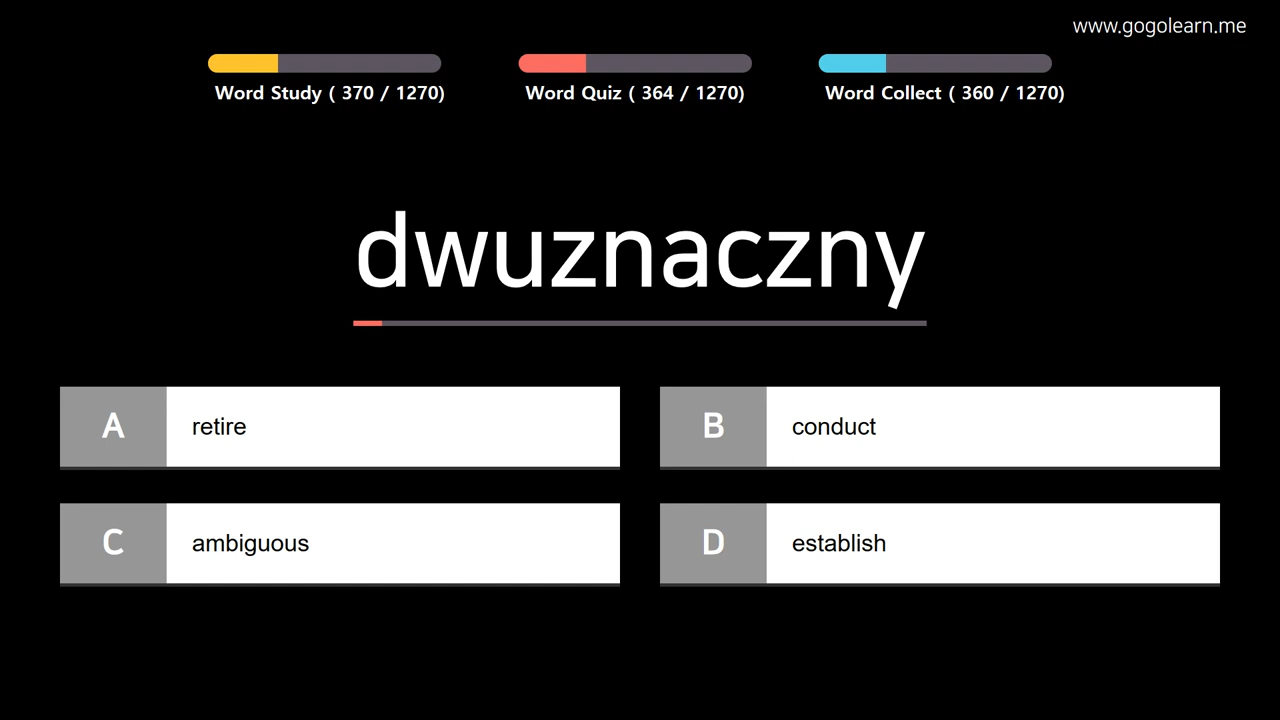 www.gogolearn.me
Word Study ( 370 / 1270)
Word Quiz ( 364 / 1270)
Word Collect ( 360 / 1270)
dwuznaczny
A retire
B conduct
C ambiguous
D establish